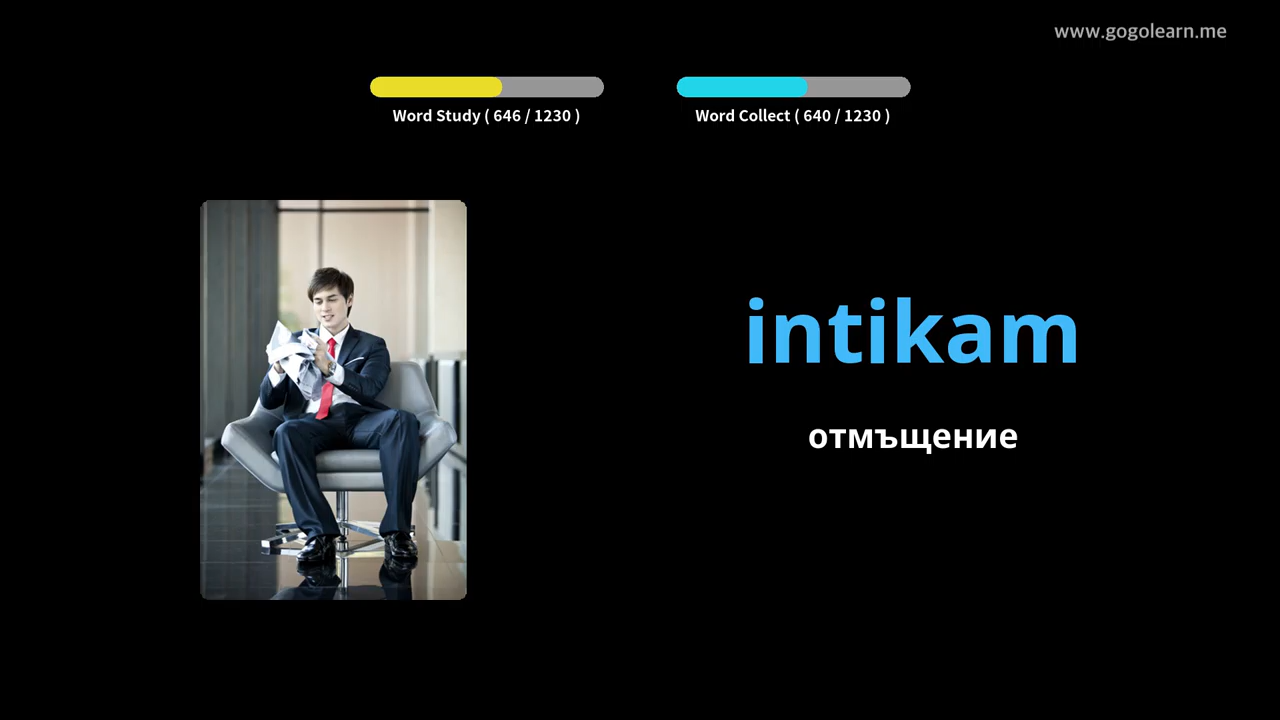 www.gogolearn.me
Word Study ( 646 / 1230 )
Word Collect ( 640 / 1230 )
intikam
отмъщение